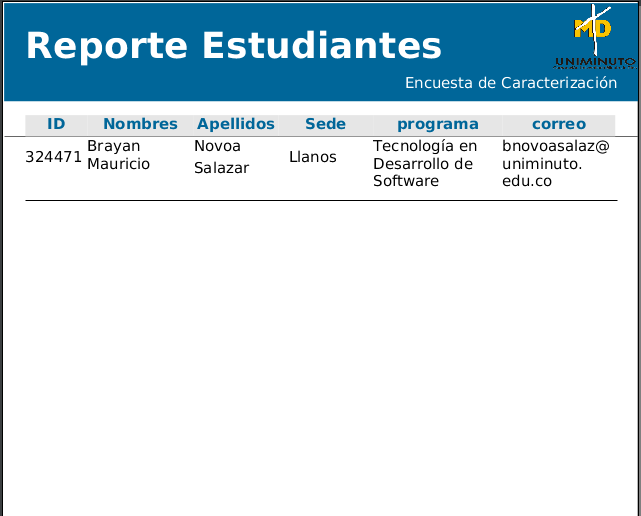 Reporte Estudiantes
MD
UNIMINUTO
Encuesta de Caracterización
ID Nombres Apellidos Sede programa correo
324471 Brayan Mauricio Novoa Salazar Llanos Tecnología en Desarrollo de Software bnovoasalaz@uniminuto.edu.co